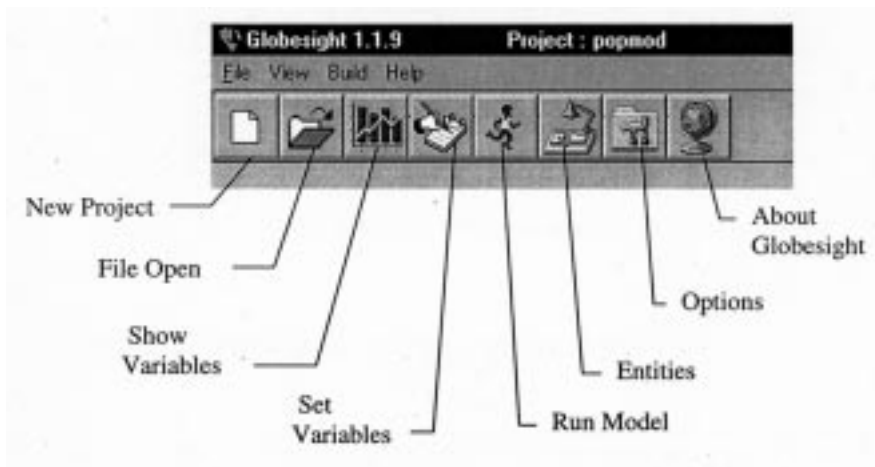 Globesight 1.1.9 Project : popmod
File View Build Help
New Project
File Open
Show
Variables
Set
Variables
Run Model
Entities
Options
About
Globesight